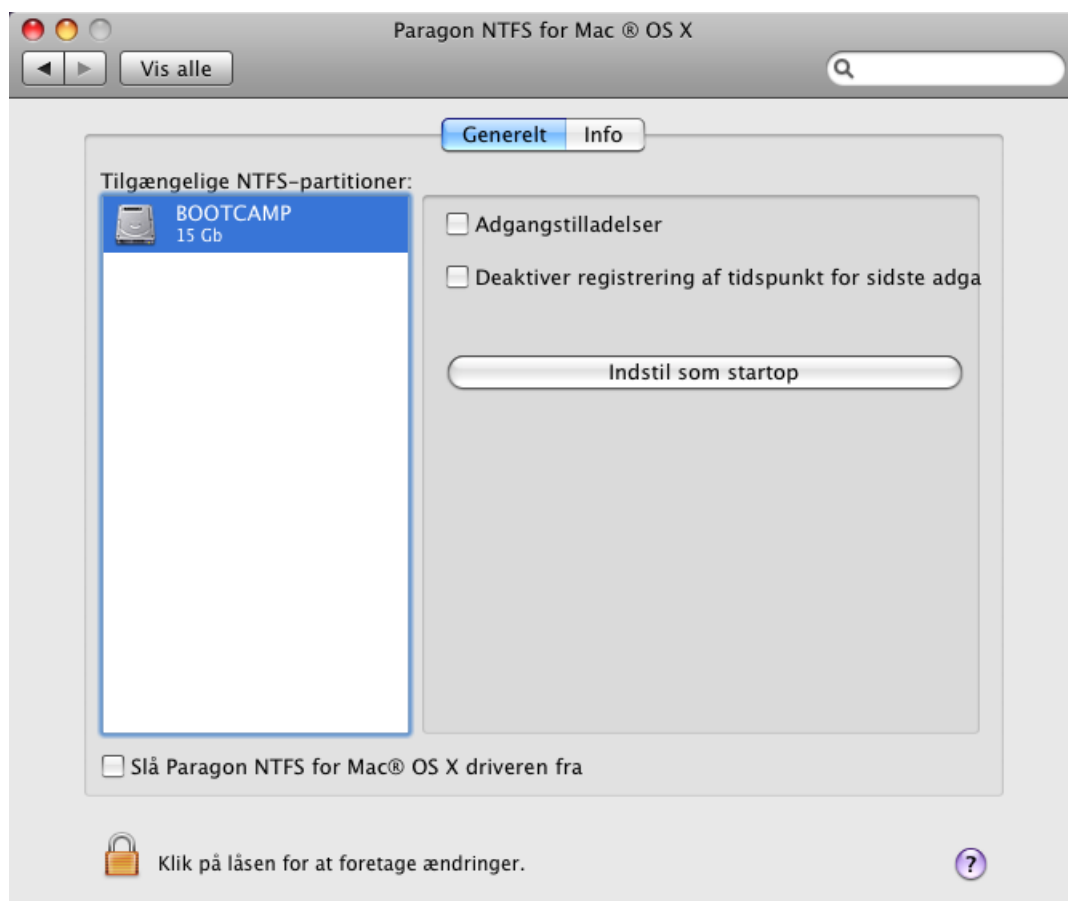 Paragon NTFS for Mac ® OS X
Vis alle
Generelt Info
Tilgængelige NTFS-partitioner:
BOOTCAMP
15 Gb
Adgangstilladelser
Deaktiver registrering af tidspunkt for sidste adga
Indstil som startop
Slå Paragon NTFS for Mac® OS X driveren fra
Klik på låsen for at foretage ændringer.
?